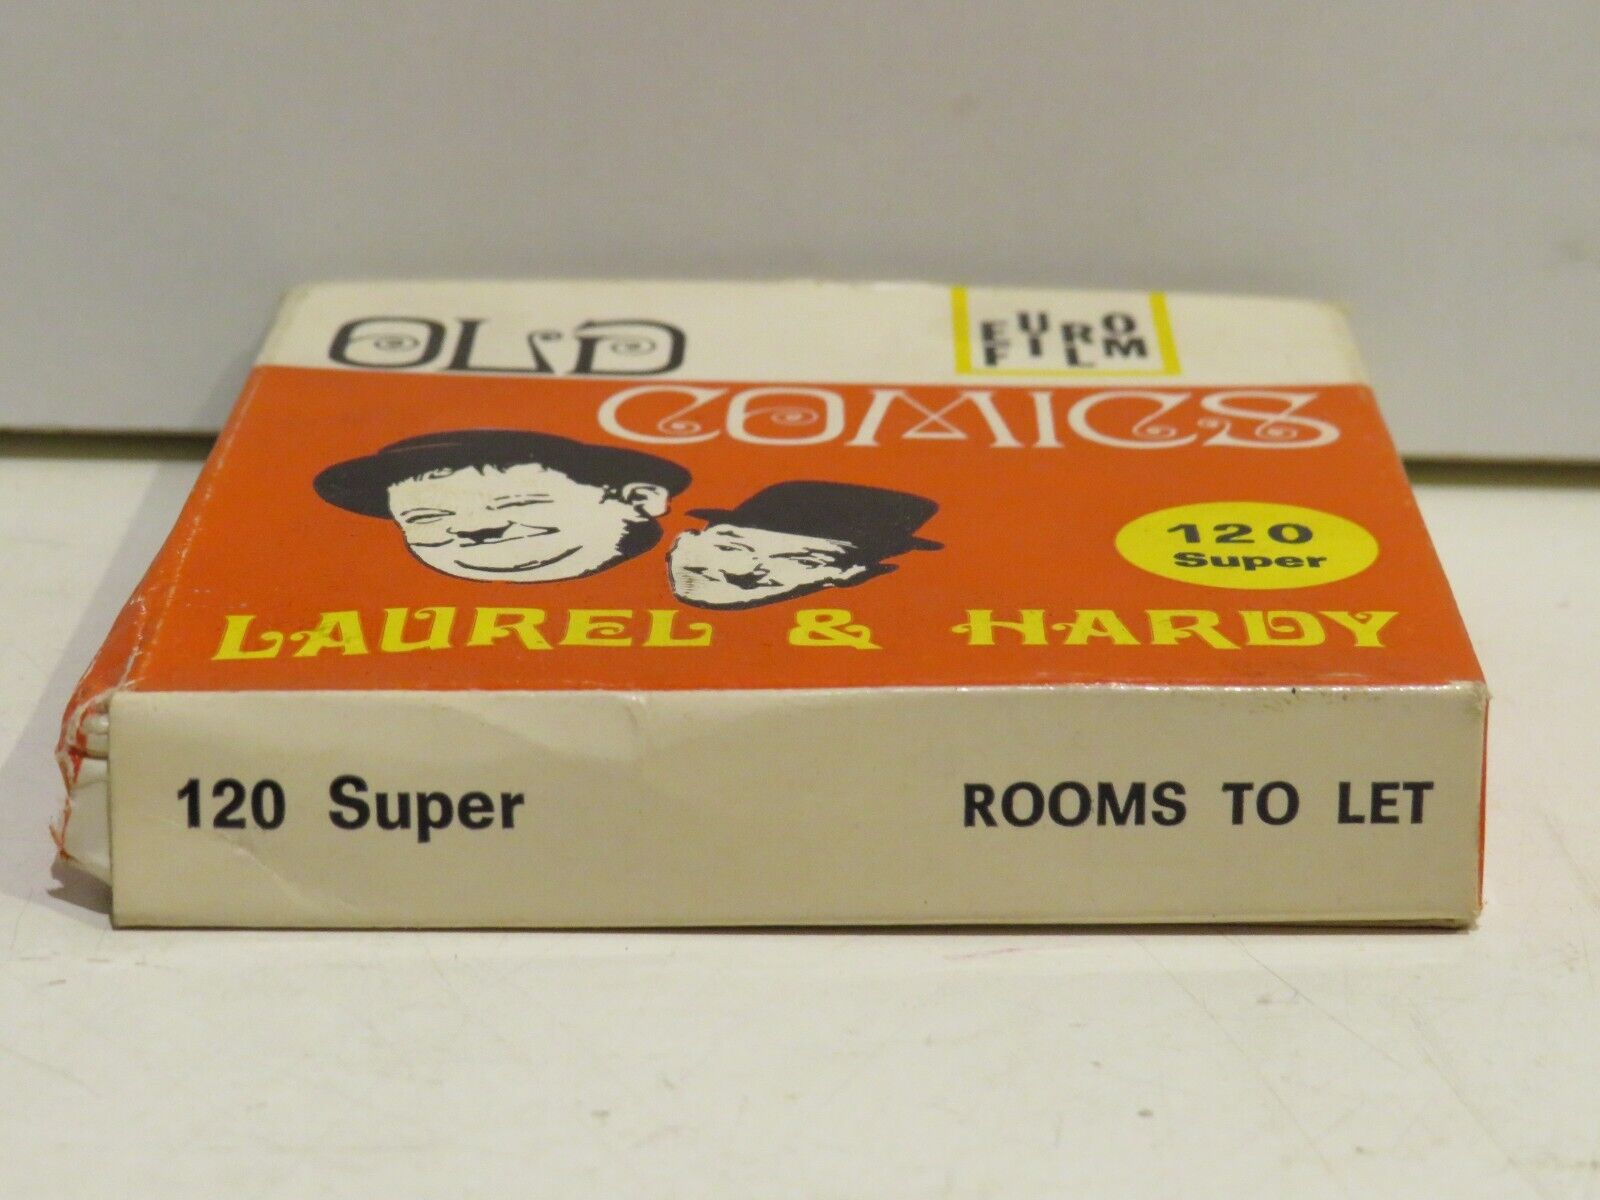 OLD
EURO
FILM
COMICS
120
Super
LAUREL & HARDY
120 Super
ROOMS TO LET